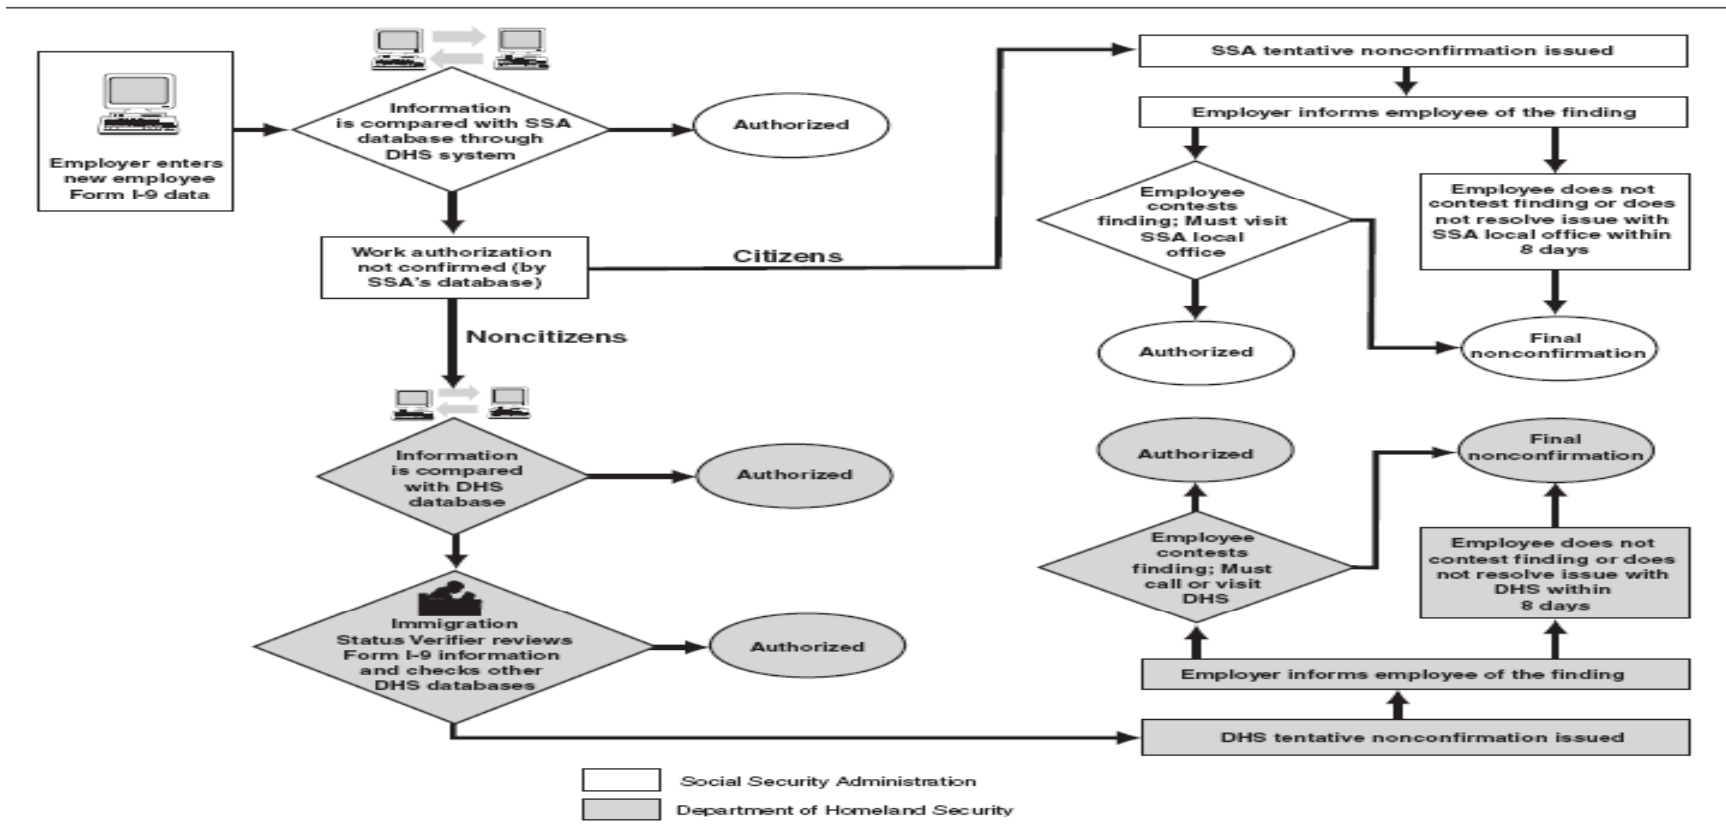 Employer enters
new employee
Form I-9 data
Information
is compared with SSA
database through
DHS system
Authorized
Work authorization
not confirmed (by
SSA's database)
Citizens
Noncitizens
Information
is compared
with DHS
database
Authorized
Immigration
Status Verifier reviews
Form I-9 information
and checks other
DHS databases
Authorized
SSA tentative nonconfirmation issued
Employer informs employee of the finding
Employee
contests
finding; Must visit
SSA local
office
Employee does not
contest finding or does
not resolve issue with
SSA local office within
8 days
Authorized
Final
nonconfirmation
Authorized
Final
nonconfirmation
Employee
contests
finding; Must
call or visit
DHS
Employee does not
contest finding or does
not resolve issue with
DHS within
8 days
Employer informs employee of the finding
DHS tentative nonconfirmation issued
Social Security Administration
Department of Homeland Security